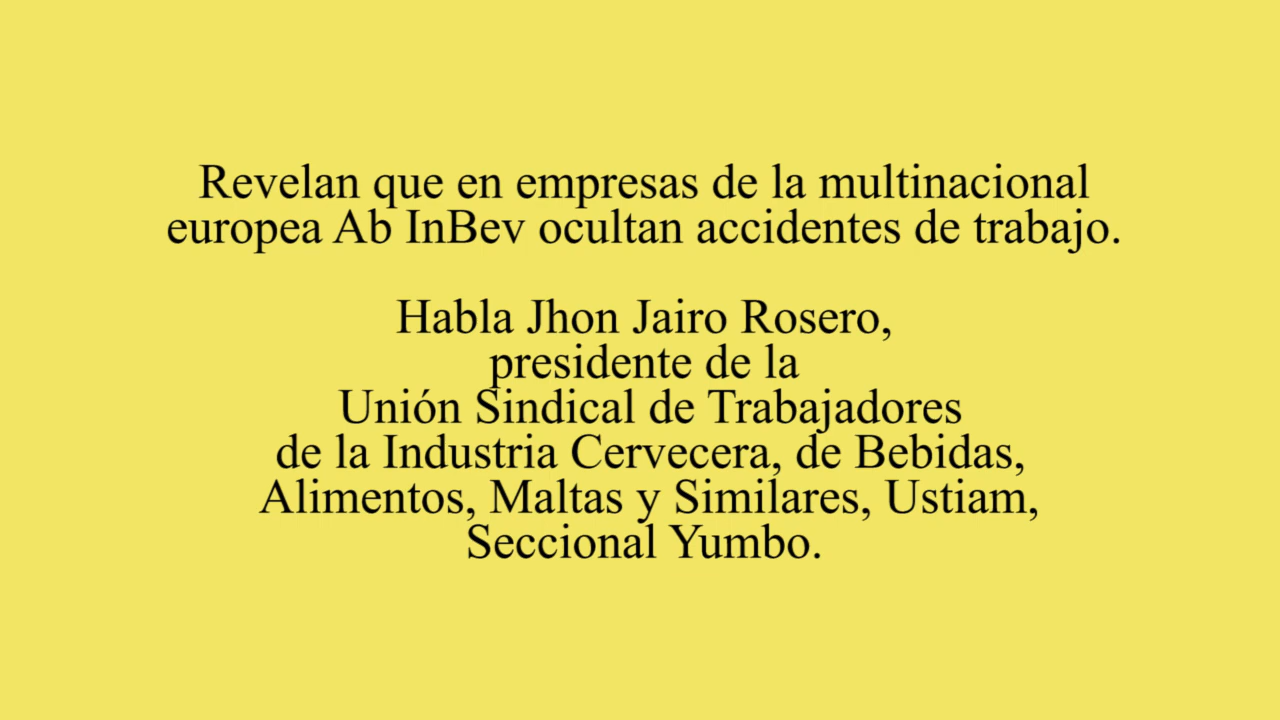 Revelan que en empresas de la multinacional
europea Ab InBev ocultan accidentes de trabajo.
Habla Jhon Jairo Rosero,
presidente de la
Unión Sindical de Trabajadores
de la Industria Cervecera, de Bebidas,
Alimentos, Maltas y Similares, Ustiam,
Seccional Yumbo.